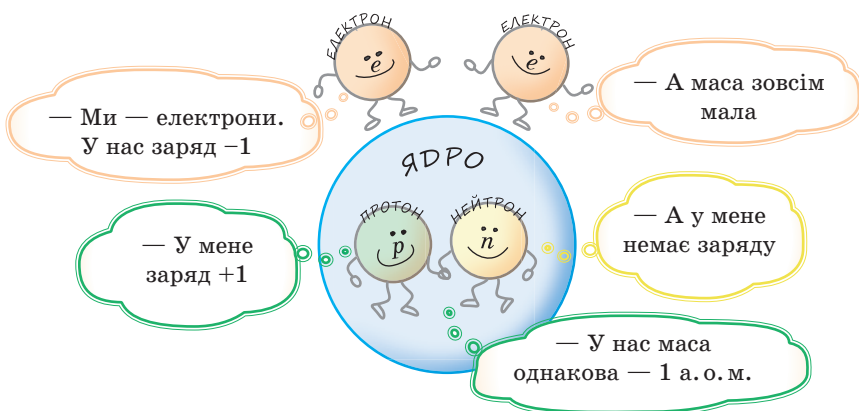 ЕЛЕКТРОН
e
ЕЛЕКТРОН
e
— Ми — електрони.
У нас заряд –1
— А маса зовсім
мала
ЯДРО
ПРОТОН
p
НЕЙТРОН
n
— У мене
заряд +1
— А у мене
немає заряду
— У нас маса
однакова — 1 а. о. м.